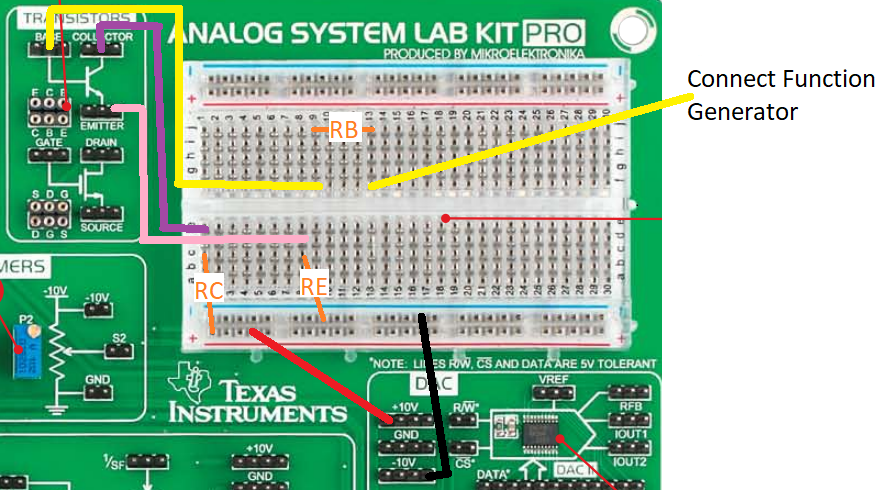 TRANSISTORS
BASE COLLECTOR
ANALOG SYSTEM LAB KIT PRO
PRODUCED BY MIKROELEKTRONIKA
E C B
EMITTER
C B E
GATE DRAIN
S D G
D G S
SOURCE
Connect Function
Generator
RB
RC
RE
j
i
h
g
f
e
d
c
b
a
MERS
-10V
-10V
P2
S2
GND
TEXAS
INSTRUMENTS
*NOTE: LINES R/W, CS AND DATA ARE 5V TOLERANT
DAC
VREF
+10V
R/W*
RFB
GND
IOUT1
CS*
IOUT2
-10V
DATA*
DAC
1/SF
+10V
GND